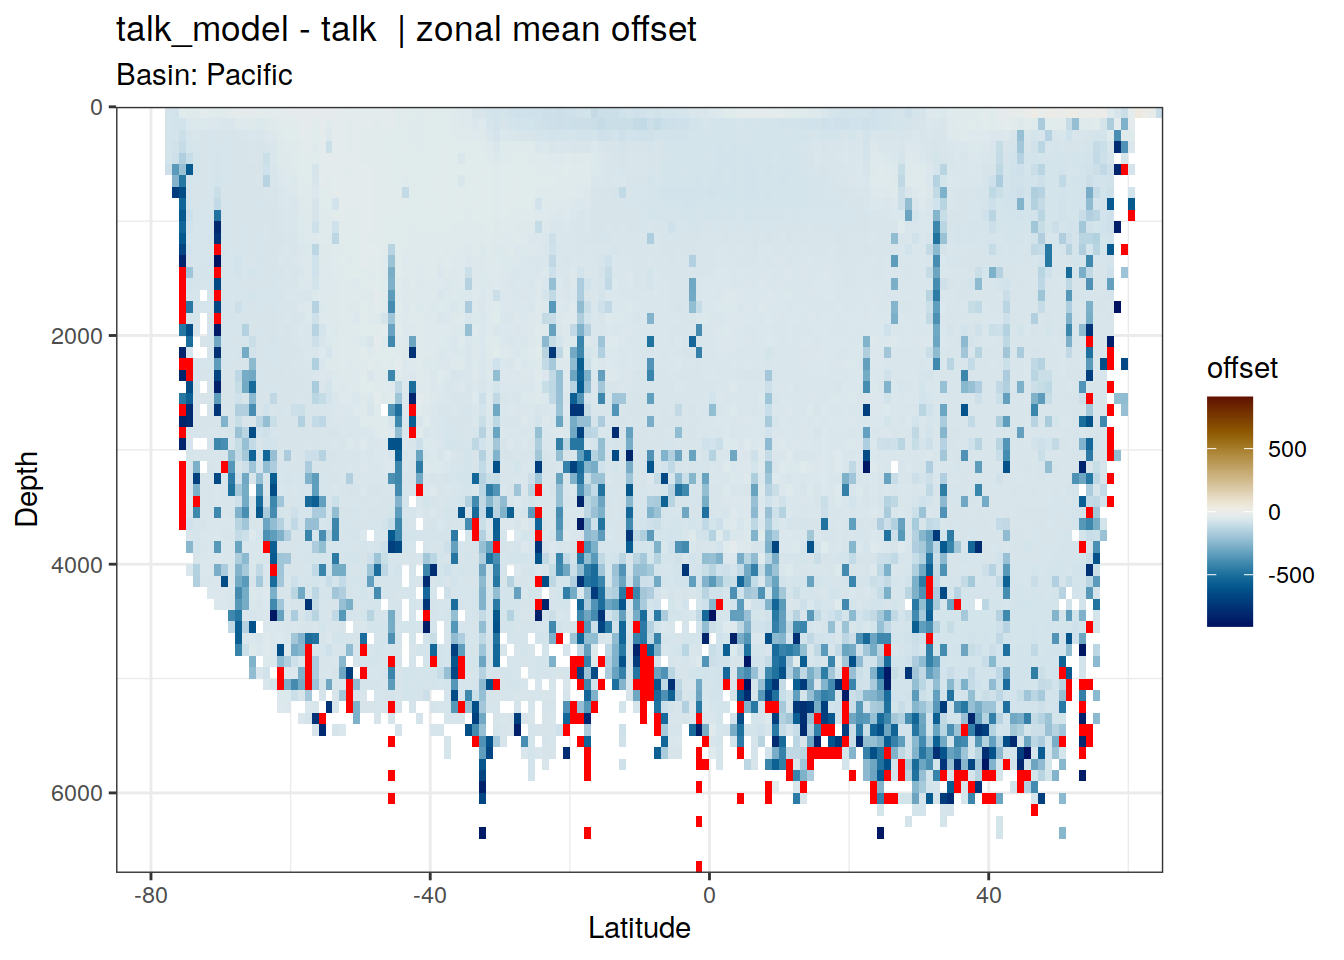 talk_model - talk  | zonal mean offset
Basin: Pacific
0
2000
4000
6000
Depth
-80
-40
0
40
Latitude
offset
500
0
-500